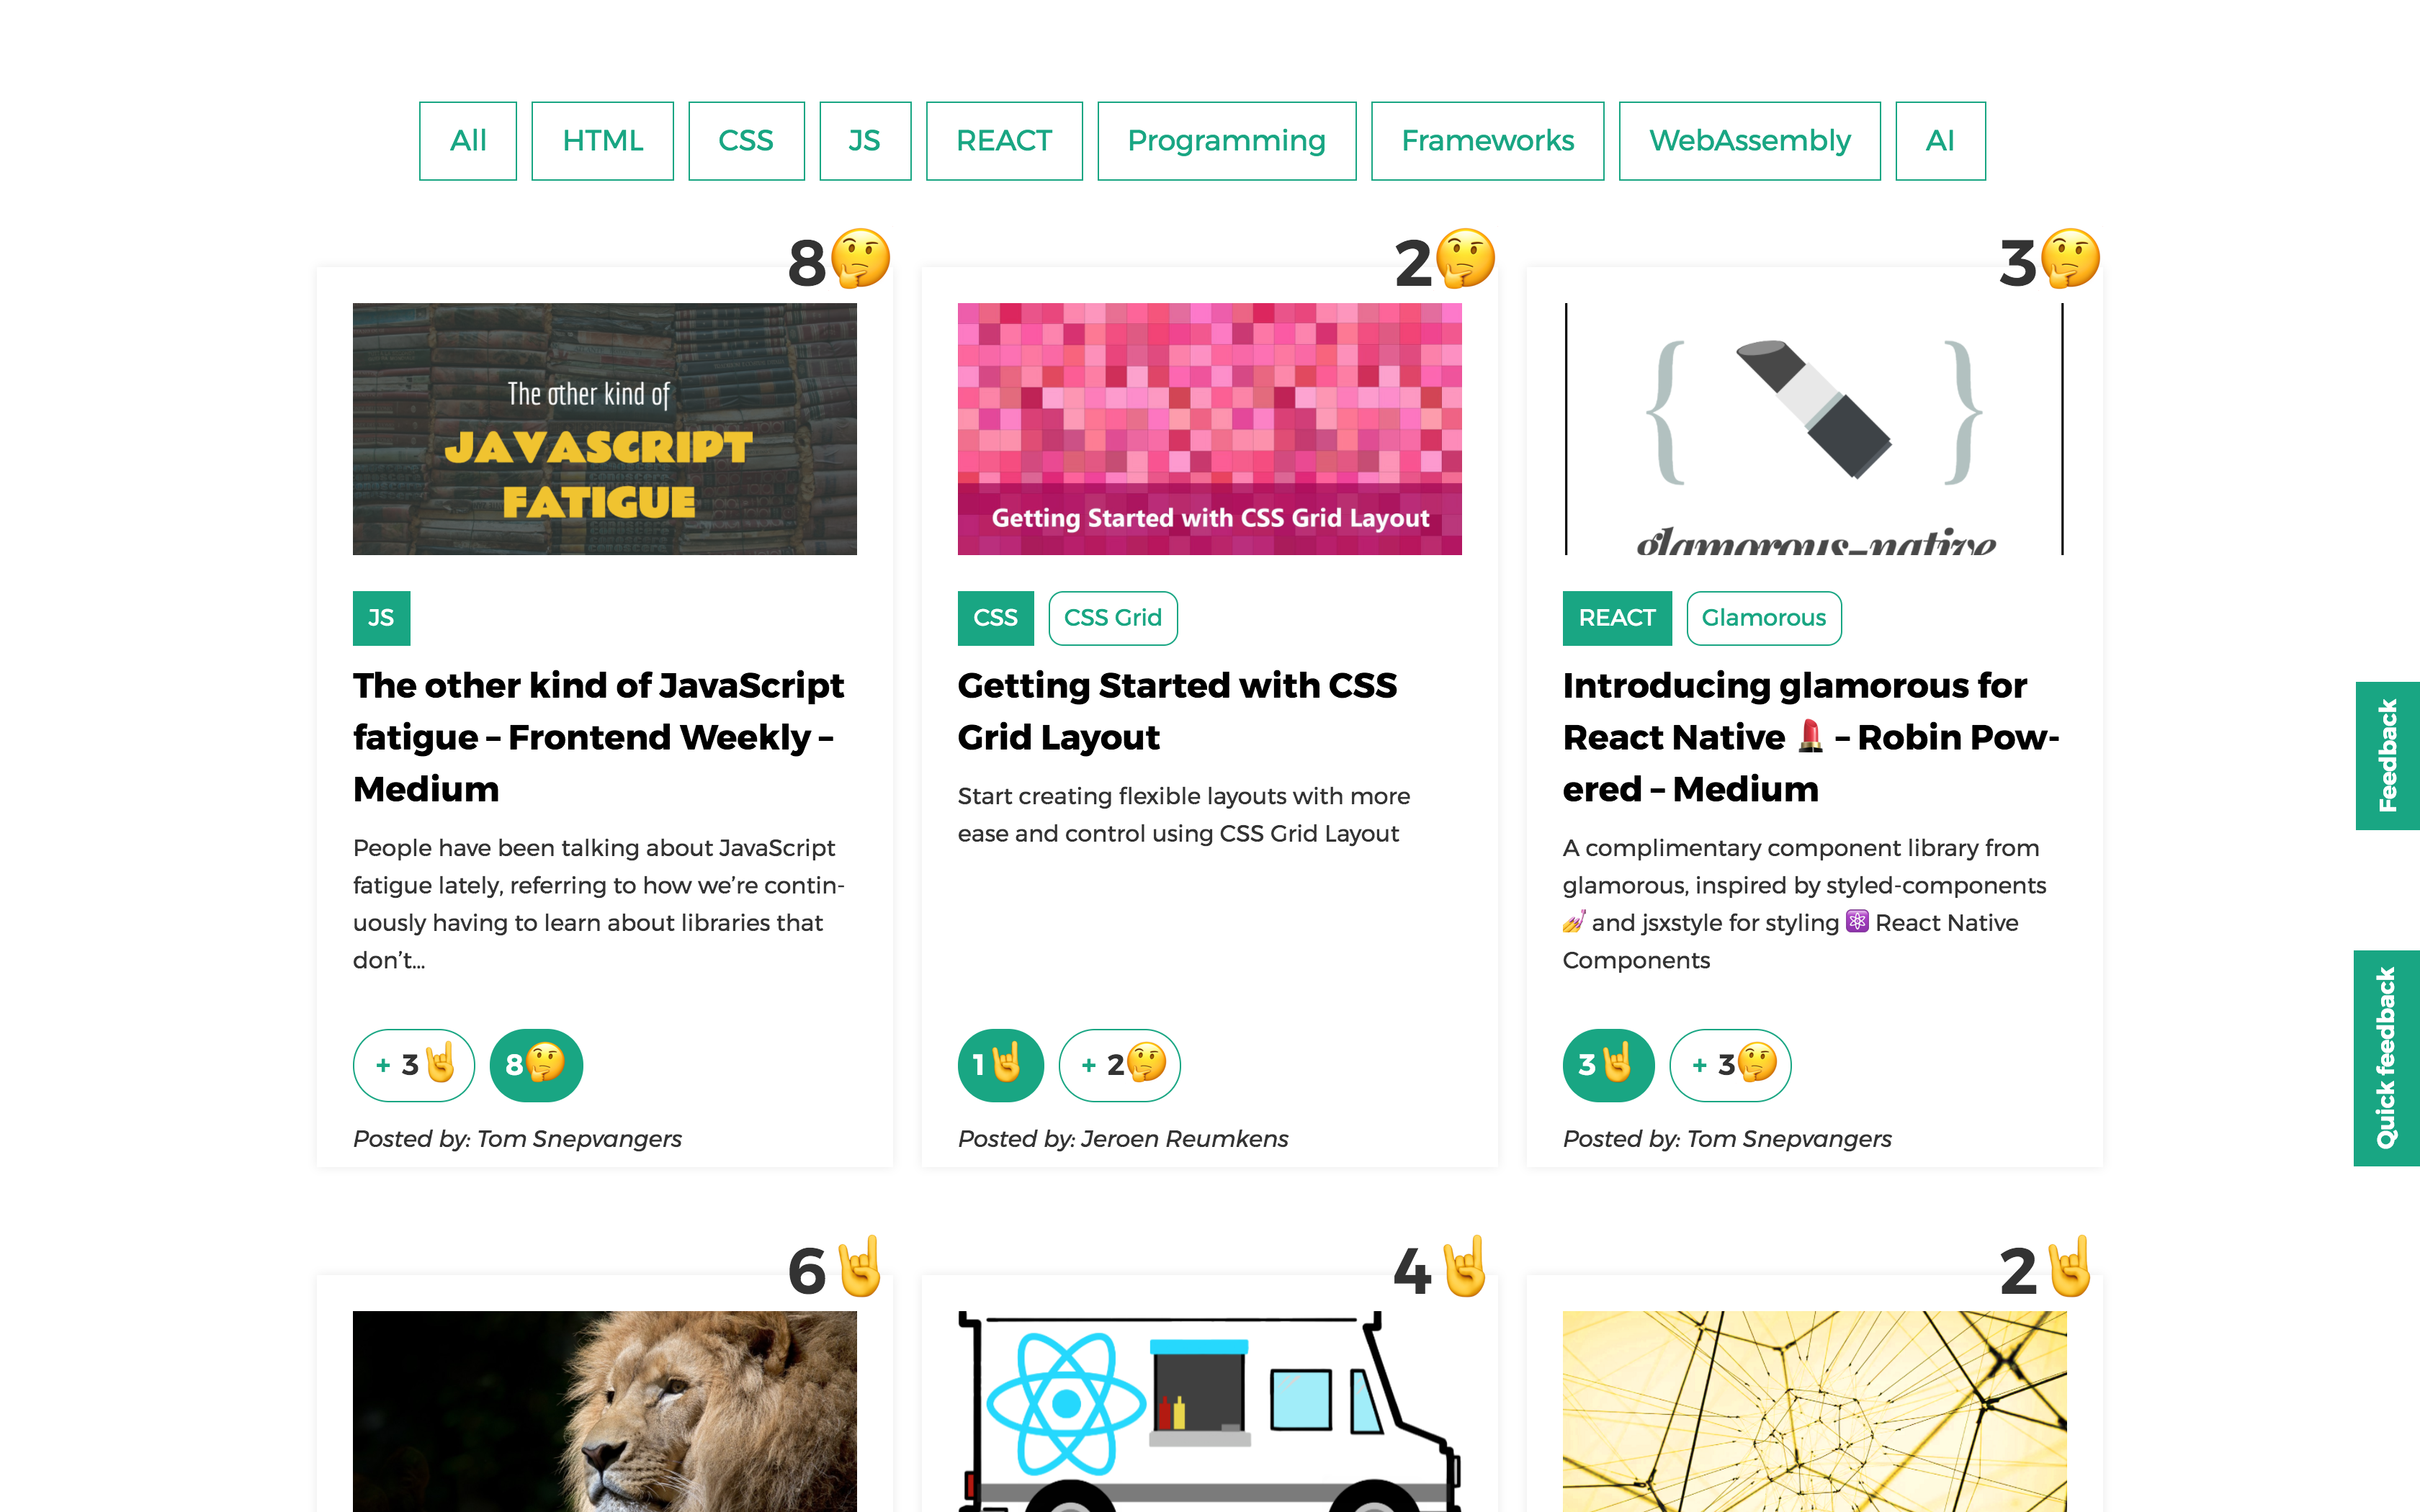 All HTML CSS JS REACT Programming Frameworks WebAssembly AI
8🤔
The other kind of
JAVASCRIPT
FATIGUE
JS
The other kind of JavaScript
fatigue – Frontend Weekly –
Medium
People have been talking about JavaScript
fatigue lately, referring to how we’re contin-
uously having to learn about libraries that
don’t...
+ 3🤘 8🤔
Posted by: Tom Snepvangers
2🤔
Getting Started with CSS Grid Layout
CSS CSS Grid
Getting Started with CSS
Grid Layout
Start creating flexible layouts with more
ease and control using CSS Grid Layout
1🤘 + 2🤔
Posted by: Jeroen Reumkens
3🤔
{ }
glamorous-native
REACT Glamorous
Introducing glamorous for
React Native 💄 – Robin Pow-
ered – Medium
A complimentary component library from
glamorous, inspired by styled-components
💅 and jsxstyle for styling ⚛️ React Native
Components
3🤘 + 3🤔
Posted by: Tom Snepvangers
6🤘
4🤘
2🤘
Feedback
Quick feedback